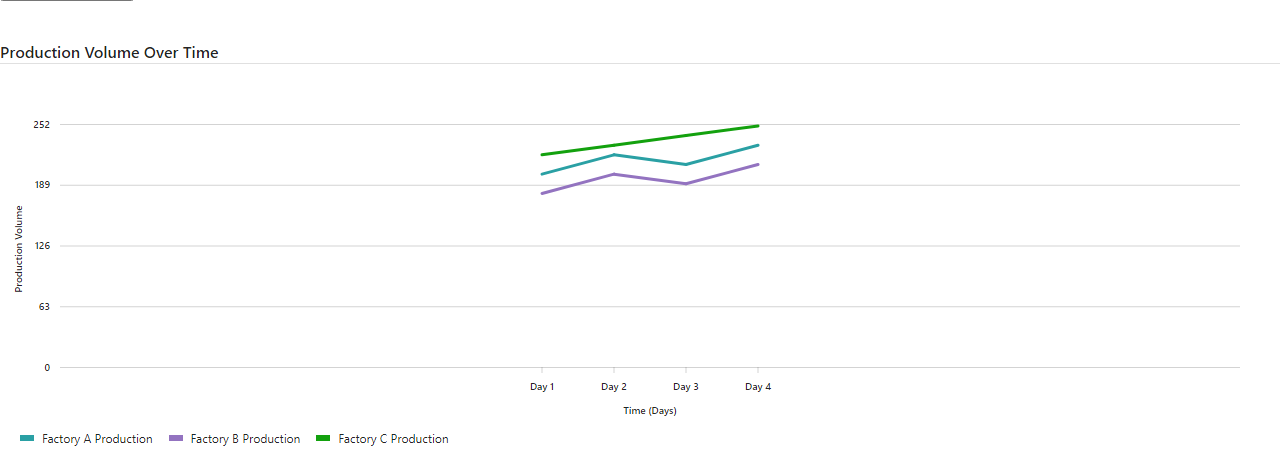 Production Volume Over Time
252
189
126
63
0
Production Volume
Day 1 Day 2 Day 3 Day 4
Time (Days)
Factory A Production Factory B Production Factory C Production